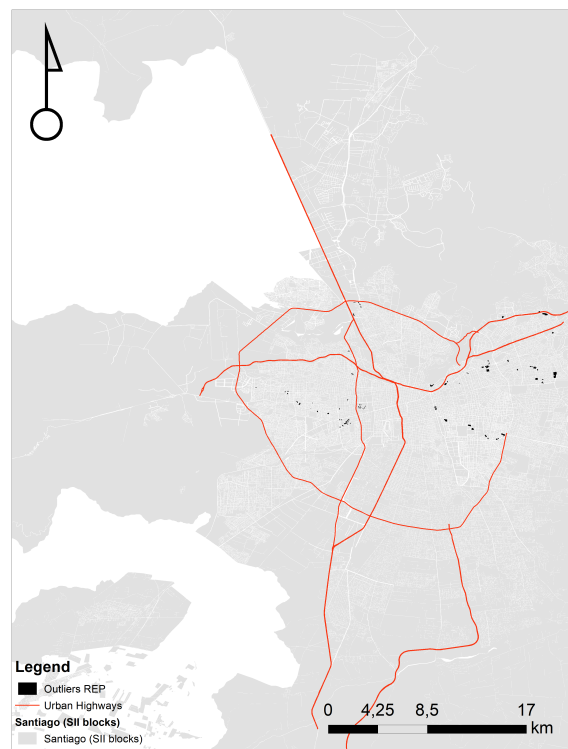 Legend
Outliers REP
Urban Highways
Santiago (SII blocks)
Santiago (SII blocks)
0 4,25 8,5 17
km